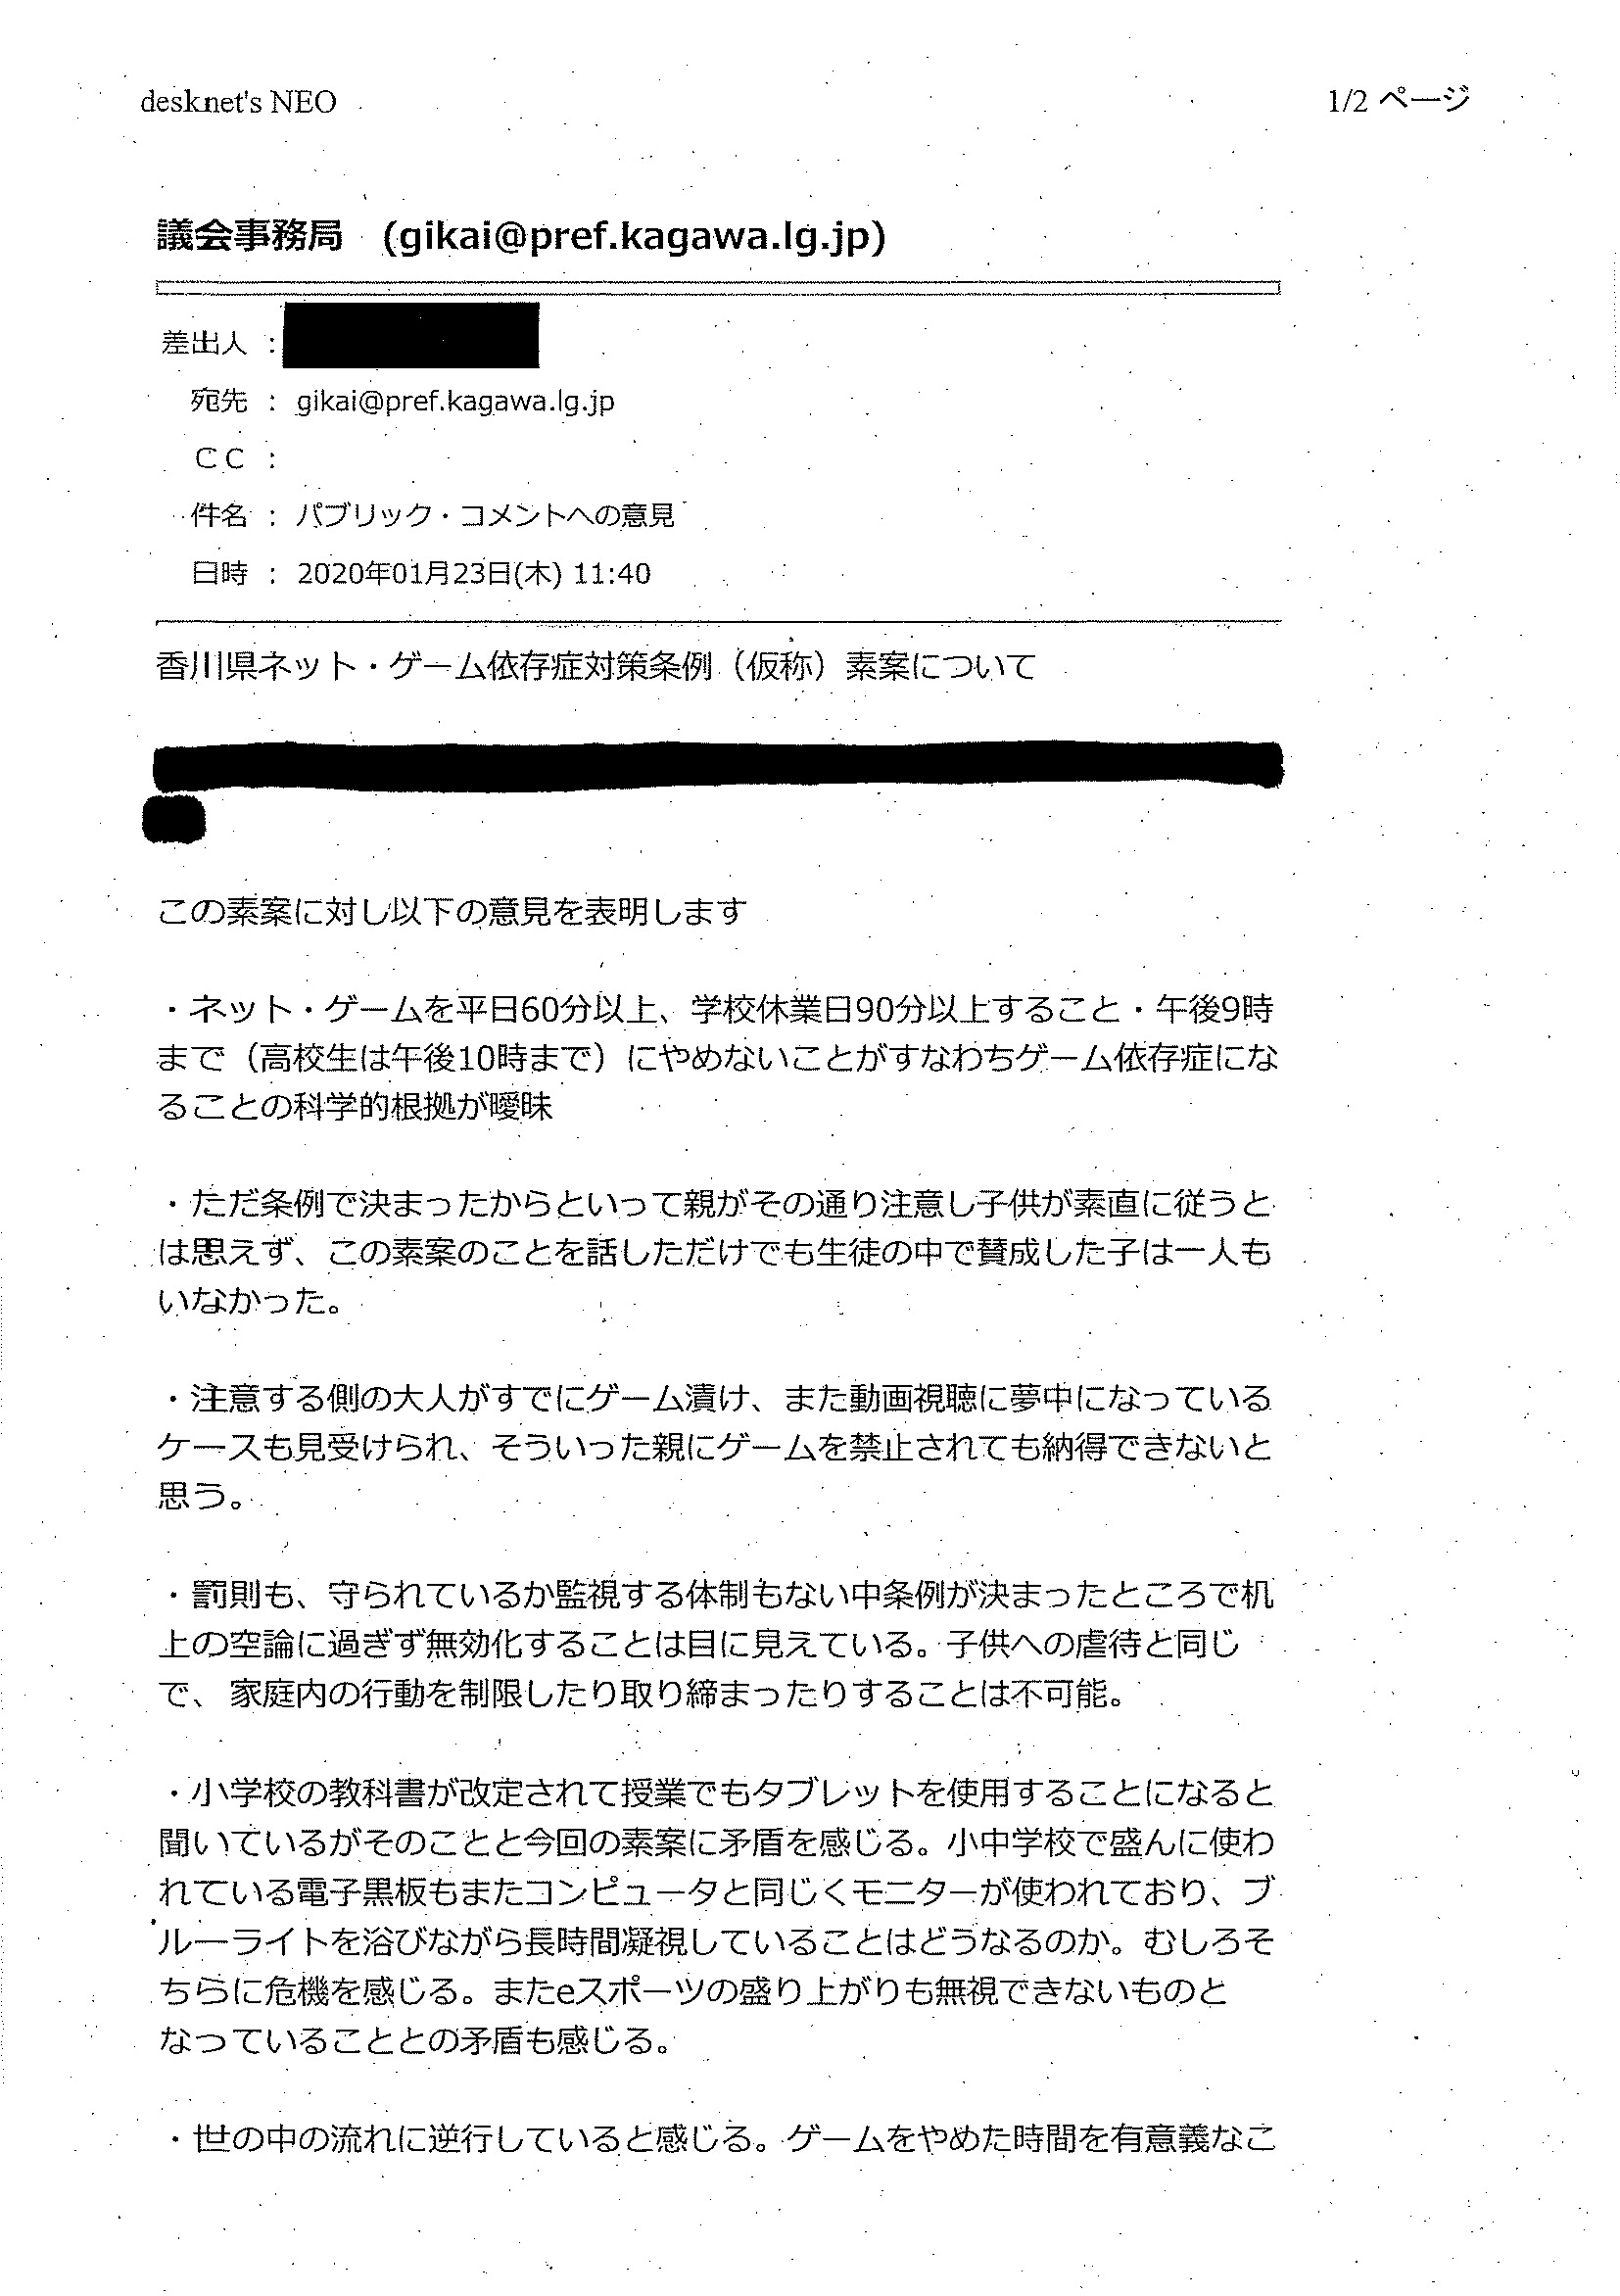 desknet's NEO
1/2 ページ
議会事務局 (gikai@pref.kagawa.lg.jp)
差出人 :
宛先 : gikai@pref.kagawa.lg.jp
CC :
件名 : パブリック・コメントへの意見
日時 : 2020年01月23日(木) 11:40
香川県ネット・ゲーム依存症対策条例（仮称）素案について
この素案に対し以下の意見を表明します
・ネット・ゲームを平日60分以上、学校休業日90分以上すること・午後9時
まで（高校生は午後10時まで）にやめないことがすなわちゲーム依存症にな
ることの科学的根拠が曖昧
・ただ条例で決まったからといって親がその通り注意し子供が素直に従うと
は思えず、この素案のことを話しただけでも生徒の中で賛成した子は一人も
いなかった。
・注意する側の大人がすでにゲーム漬け、また動画視聴に夢中になっている
ケースも見受けられ、そういった親にゲームを禁止されても納得できないと
思う。
・罰則も、守られているか監視する体制もない中条例が決まったところで机
上の空論に過ぎず無効化することは目に見えている。子供への虐待と同じ
で、家庭内の行動を制限したり取り締まったりすることは不可能。
・小学校の教科書が改定されて授業でもタブレットを使用することになると
聞いているがそのことと今回の素案に矛盾を感じる。小中学校で盛んに使わ
れている電子黒板もまたコンピュータと同じくモニターが使われており、ブ
ルーライトを浴びながら長時間凝視していることはどうなるのか。むしろそ
ちらに危機を感じる。またeスポーツの盛り上がりも無視できないものと
なっていることとの矛盾も感じる。
・世の中の流れに逆行していると感じる。ゲームをやめた時間を有意義なこ